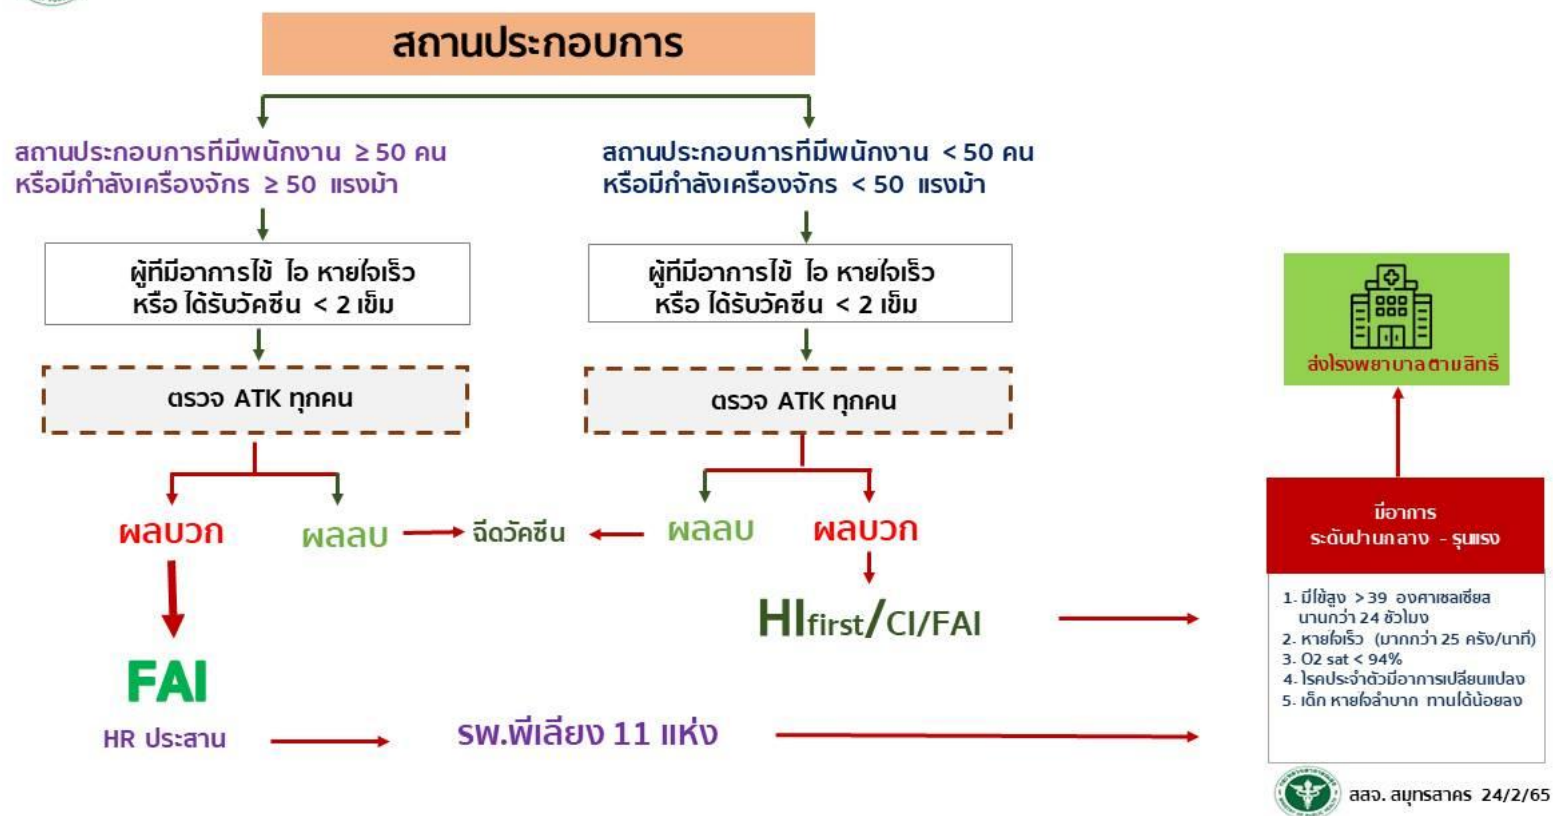 สถานประกอบการ
สถานประกอบการที่มีพนักงาน ≥ 50 คน
หรือมีกำลังเครื่องจักร ≥ 50 แรงม้า
สถานประกอบการที่มีพนักงาน < 50 คน
หรือมีกำลังเครื่องจักร < 50 แรงม้า
ผู้ที่มีอาการไข้ ไอ หายใจเร็ว
หรือ ได้รับวัคซีน < 2 เข็ม
ผู้ที่มีอาการไข้ ไอ หายใจเร็ว
หรือ ได้รับวัคซีน < 2 เข็ม
ตรวจ ATK ทุกคน
ตรวจ ATK ทุกคน
ผลบวก
ผลลบ
ฉีดวัคซีน
ผลลบ
ผลบวก
FAI
HR ประสาน
รพ.พี่เลี้ยง 11 แห่ง
HIfirst/CI/FAI
ส่งโรงพยาบาลตามสิทธิ์
มีอาการ
ระดับปานกลาง - รุนแรง
1. มีไข้สูง > 39 องศาเซลเซียส
นานกว่า 24 ชั่วโมง
2. หายใจเร็ว (มากกว่า 25 ครั้ง/นาที)
3. O2 sat < 94%
4. โรคประจำตัวมีอาการเปลี่ยนแปลง
5. เด็ก หายใจลำบาก ทานได้น้อยลง
สสจ. สมุทรสาคร 24/2/65